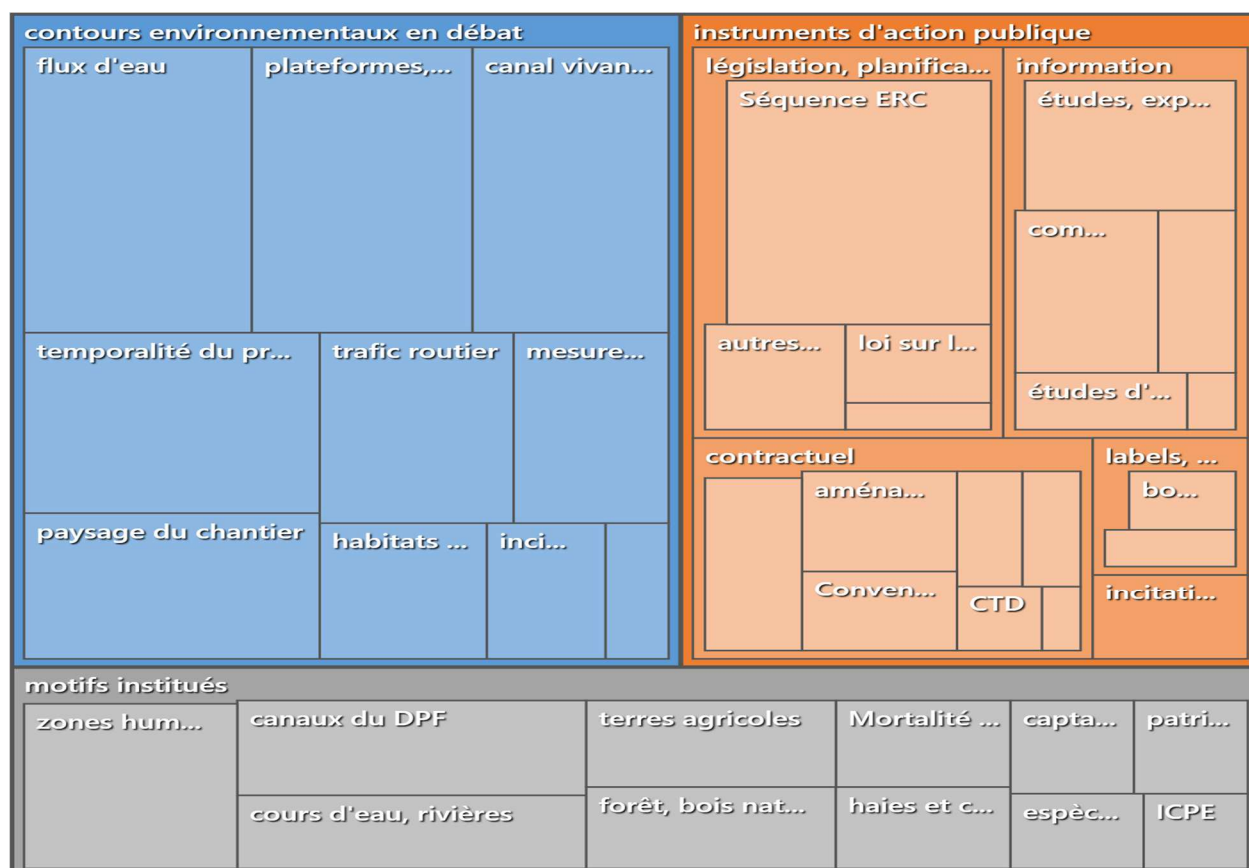 contours environnementaux en débat
flux d'eau
plateformes,...
canal vivan...
temporalité du pr...
trafic routier
mesure...
paysage du chantier
habitats ...
inci...
instruments d'action publique
législation, planifica...
Séquence ERC
autres...
loi sur l...
information
études, exp...
com...
études d'...
contractuel
aména...
Conven...
CTD
labels, ...
bo...
incitati...
motifs institués
zones hum...
canaux du DPF
cours d'eau, rivières
terres agricoles
forêt, bois nat...
Mortalité ...
haies et c...
capta...
patri...
espèc...
ICPE